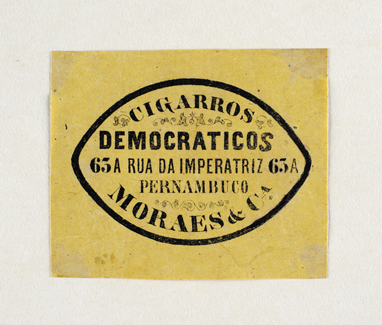 CIGARROS
DEMOCRATICOS
63A RUA DA IMPERATRIZ 63A
PERNAMBUCO
MORAES & CA